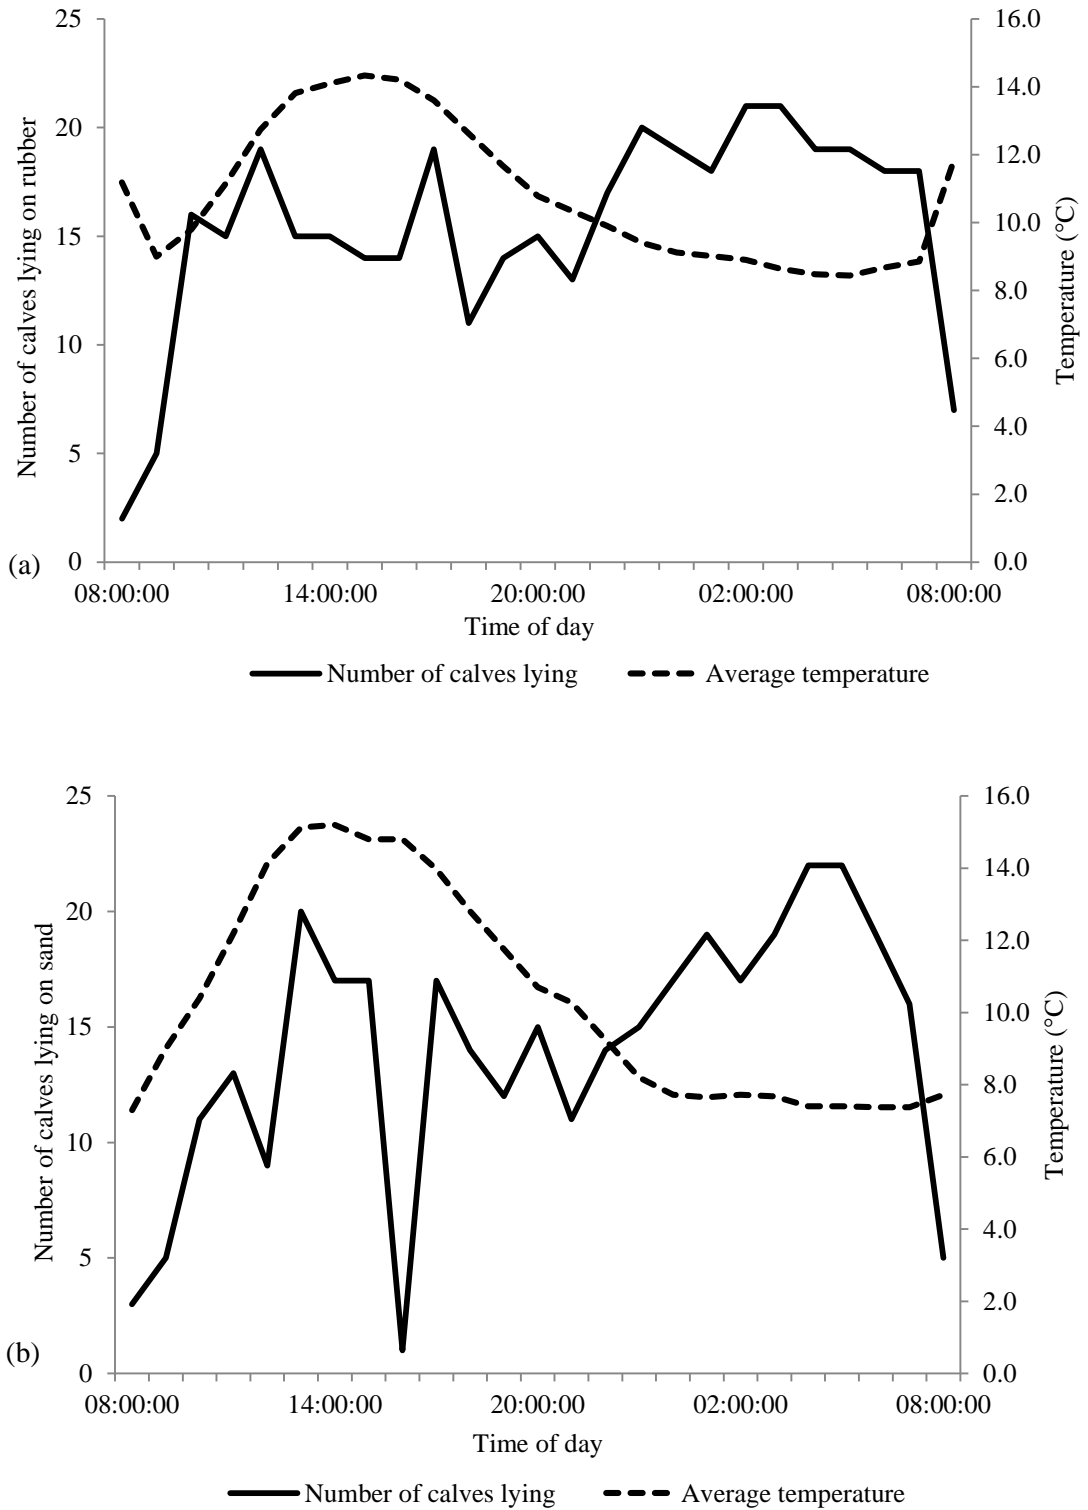 25
20
15
10
5
0
Number of calves lying on rubber
16.0
14.0
12.0
10.0
8.0
6.0
4.0
2.0
0.0
Temperature (°C)
(a)
08:00:00 14:00:00 20:00:00 02:00:00 08:00:00
Time of day
Number of calves lying Average temperature
25
20
15
10
5
0
Number of calves lying on sand
16.0
14.0
12.0
10.0
8.0
6.0
4.0
2.0
0.0
Temperature (°C)
(b)
08:00:00 14:00:00 20:00:00 02:00:00 08:00:00
Time of day
Number of calves lying Average temperature